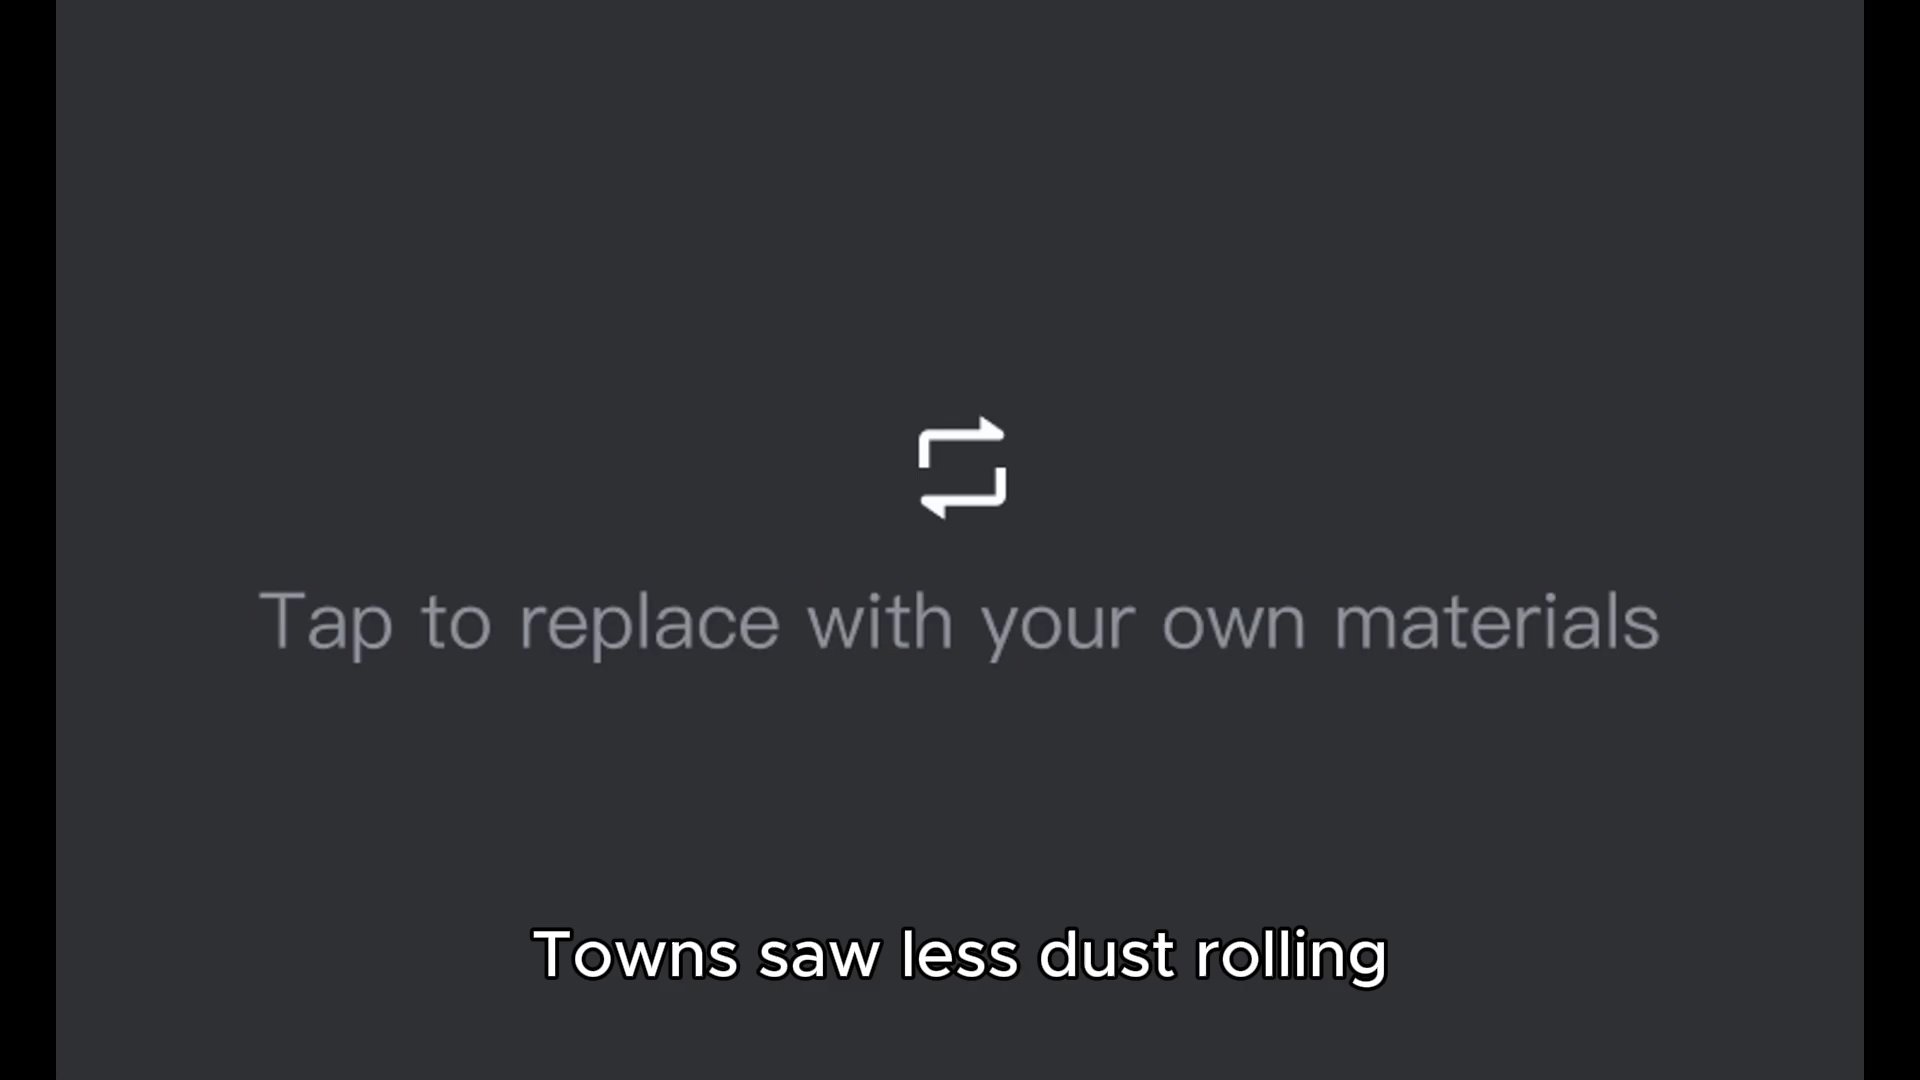 Tap to replace with your own materials
Towns saw less dust rolling